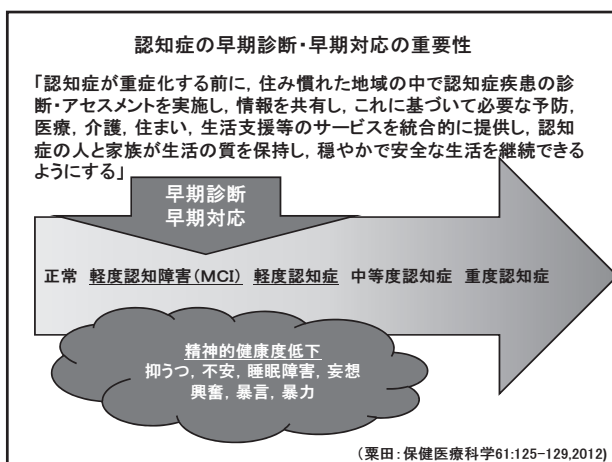 認知症の早期診断・早期対応の重要性
「認知症が重症化する前に, 住み慣れた地域の中で認知症疾患の診
断・アセスメントを実施し, 情報を共有し, これに基づいて必要な予防,
医療, 介護, 住まい, 生活支援等のサービスを統合的に提供し, 認知
症の人と家族が生活の質を保持し, 穏やかで安全な生活を継続できる
ようにする」
早期診断
早期対応
正常 軽度認知障害(MCI) 軽度認知症 中等度認知症 重度認知症
精神的健康度低下
抑うつ, 不安, 睡眠障害, 妄想
興奮, 暴言, 暴力
(粟田:保健医療科学61:125-129,2012)